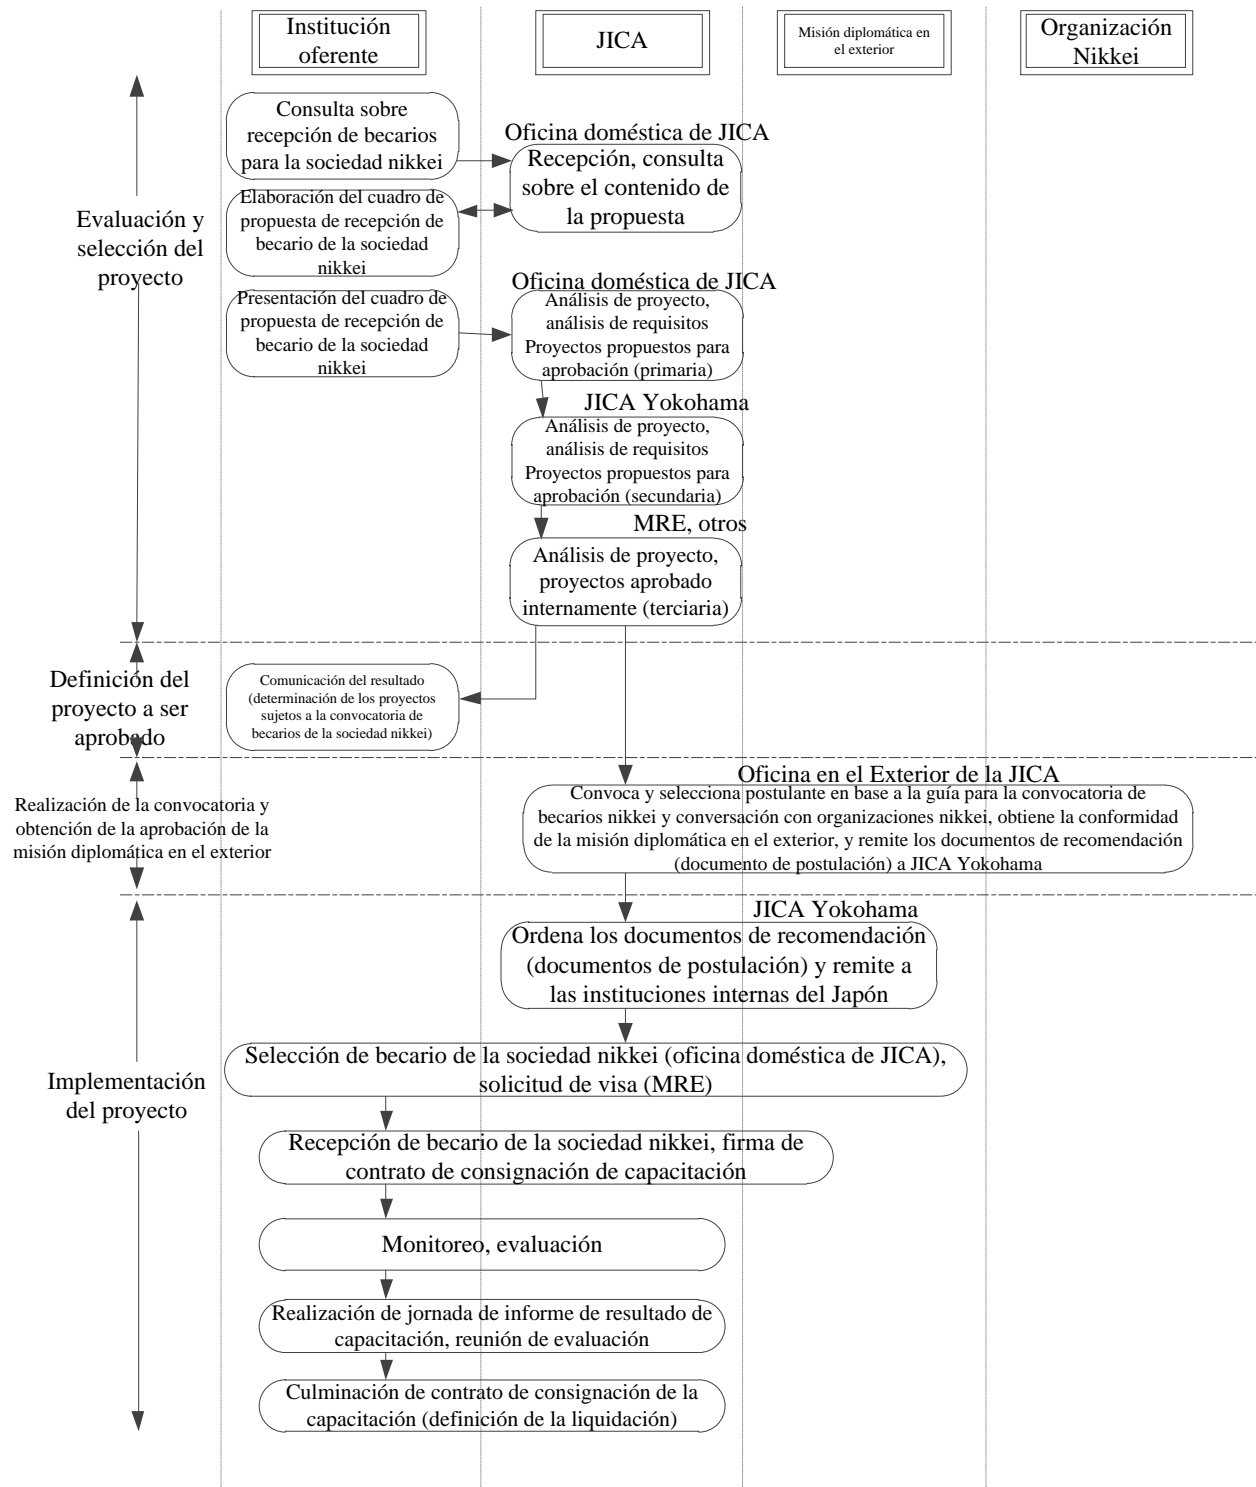 Institución
oferente
JICA
Misión diplomática en
el exterior
Organización
Nikkei
Evaluación y
selección del
proyecto
Consulta sobre
recepción de becarios
para la sociedad nikkei
Oficina doméstica de JICA
Recepción, consulta
sobre el contenido de
la propuesta
Elaboración del cuadro de
propuesta de recepción de
becario de la sociedad
nikkei
Presentación del cuadro de
propuesta de recepción de
becario de la sociedad
nikkei
Oficina doméstica de JICA
Análisis de proyecto,
análisis de requisitos
Proyectos propuestos para
aprobación (primaria)
JICA Yokohama
Análisis de proyecto,
análisis de requisitos
Proyectos propuestos para
aprobación (secundaria)
MRE, otros
Análisis de proyecto,
proyectos aprobado
internamente (terciaria)
Definición del
proyecto a ser
aprobado
Comunicación del resultado
(determinación de los proyectos
sujetos a la convocatoria de
becarios de la sociedad nikkei)
Realización de la convocatoria y
obtención de la aprobación de la
misión diplomática en el exterior
Oficina en el Exterior de la JICA
Convoca y selecciona postulante en base a la guía para la convocatoria de
becarios nikkei y conversación con organizaciones nikkei, obtiene la conformidad
de la misión diplomática en el exterior, y remite los documentos de recomendación
(documento de postulación) a JICA Yokohama
Implementación
del proyecto
JICA Yokohama
Ordena los documentos de recomendación
(documentos de postulación) y remite a
las instituciones internas del Japón
Selección de becario de la sociedad nikkei (oficina doméstica de JICA),
solicitud de visa (MRE)
Recepción de becario de la sociedad nikkei, firma de
contrato de consignación de capacitación
Monitoreo, evaluación
Realización de jornada de informe de resultado de
capacitación, reunión de evaluación
Culminación de contrato de consignación de la
capacitación (definición de la liquidación)